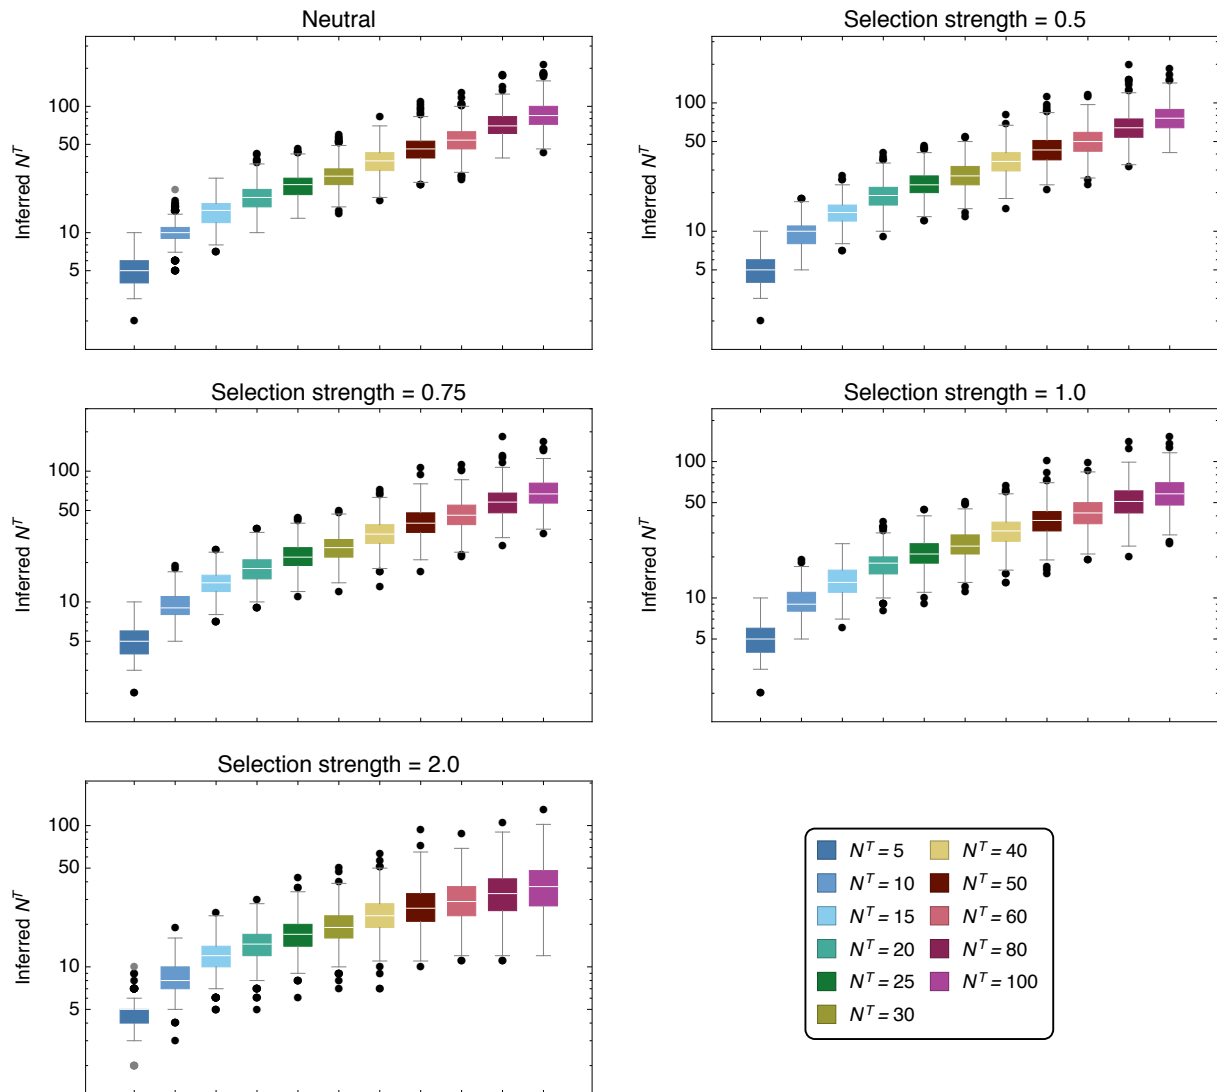 Neutral
Selection strength = 0.5
Inferred N^T
100
50
10
5
Inferred N^T
100
50
10
5
Selection strength = 0.75
Selection strength = 1.0
Inferred N^T
100
50
10
5
Inferred N^T
100
50
10
5
Selection strength = 2.0
Inferred N^T
100
50
10
5
N^T = 5
N^T = 10
N^T = 15
N^T = 20
N^T = 25
N^T = 30
N^T = 40
N^T = 50
N^T = 60
N^T = 80
N^T = 100